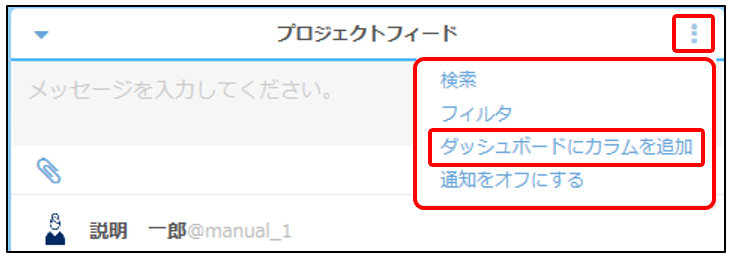 プロジェクトフィード
メッセージを入力してください。
検索
フィルタ
ダッシュボードにカラムを追加
通知をオフにする
説明　一郎@manual_1